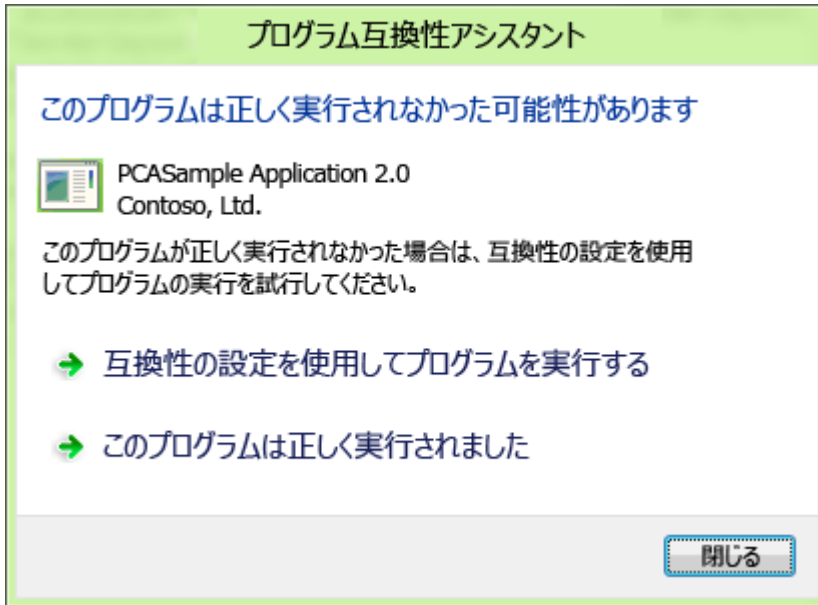 プログラム互換性アシスタント
このプログラムは正しく実行されなかった可能性があります
PCASample Application 2.0
Contoso, Ltd.
このプログラムが正しく実行されなかった場合は、互換性の設定を使用
してプログラムの実行を試行してください。
互換性の設定を使用してプログラムを実行する
このプログラムは正しく実行されました
閉じる